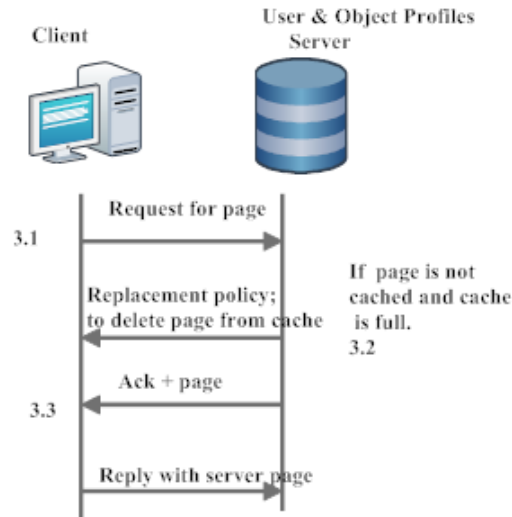 User & Object Profiles
Server
Client
Request for page
3.1
If page is not
cached and cache
is full.
3.2
Replacement policy;
to delete page from cache
Ack + page
3.3
Reply with server page